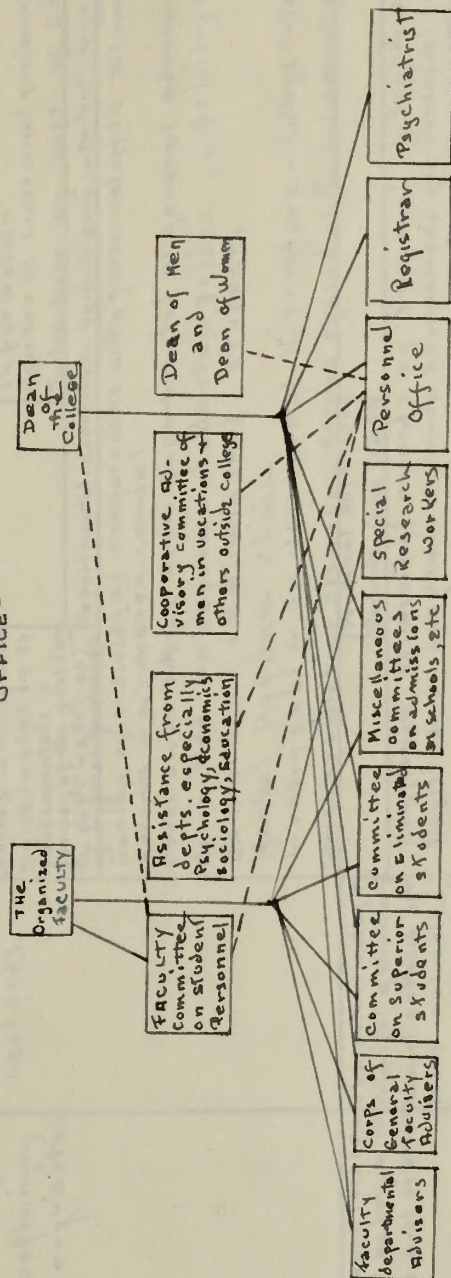 OFFICE
THE
Organized
FACULTY
Dean
of
the
College
FACULTY
Committee
on student
Personnel
Assistance from
depts. especially
Psychology, Economics
Sociology, Education
Cooperative Ad-
visory committee of
men in vocations +
others outside college
Dean of Men
and
Dean of Women
Faculty
departmental
Advisors
Corps of
General
Faculty
Advisers
Committee
on Superior
students
Committee
on eliminated
students
Miscellaneous
committees
on admissions
on schools, etc
Special
Research
Workers
Personnel
Office
Registrar
Psychiatrist